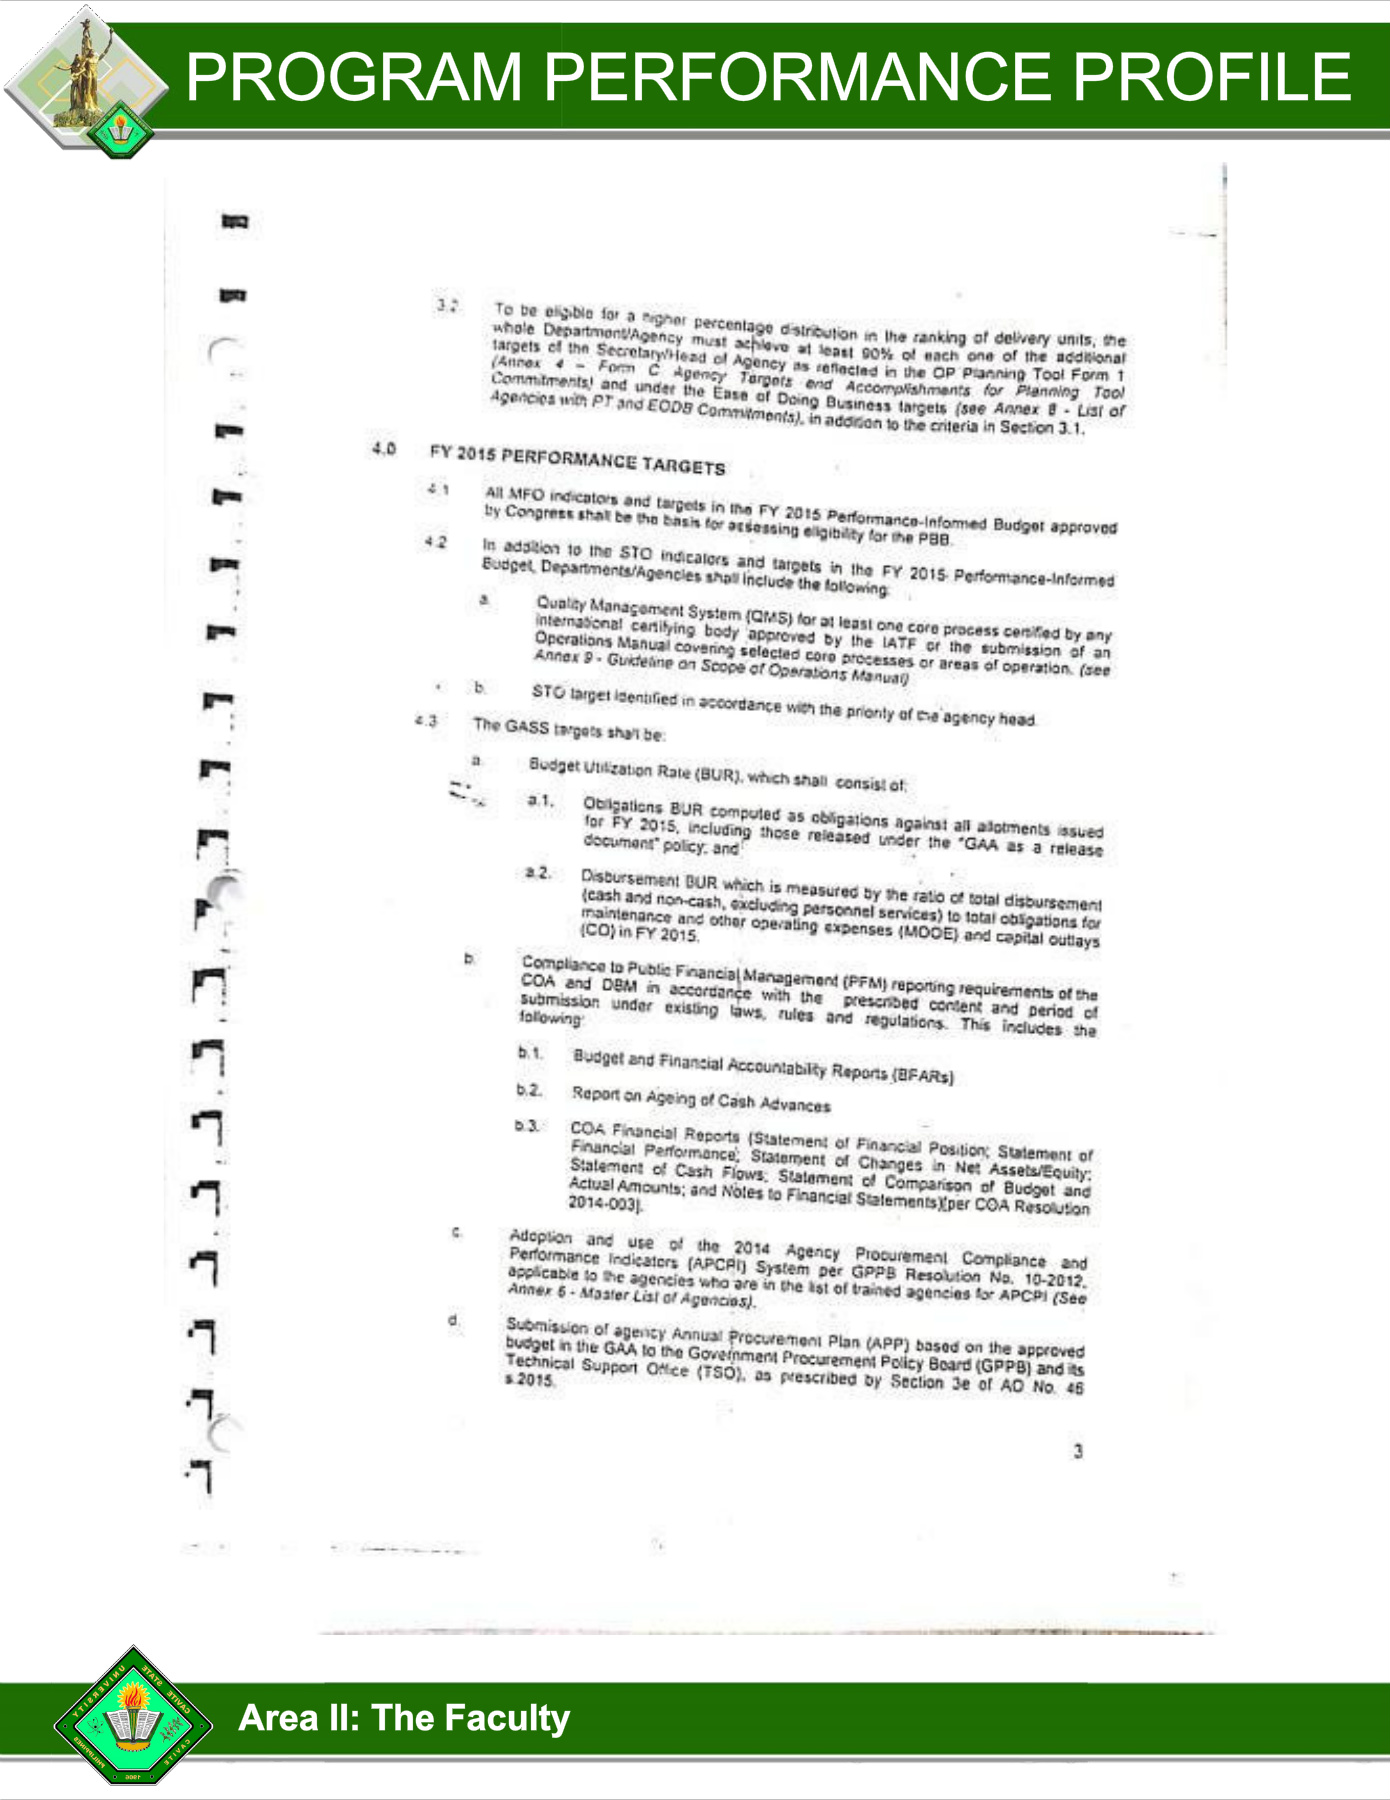 PROGRAM PERFORMANCE PROFILE
3.2 To be eligible for a higher percentage distribution in the ranking of delivery units, the
whole Department/Agency must achieve at least 90% of each one of the additional
targets of the Secretary/Head of Agency as reflected in the OP Planning Tool Form 1
(Annex 4 – Form C Agency Targets and Accomplishments for Planning Tool
Commitments) and under the Ease of Doing Business targets (see Annex 8 - List of
Agencies with PT and EODB Commitments), in addition to the criteria in Section 3.1.
4.0 FY 2015 PERFORMANCE TARGETS
4.1 All MFO indicators and targets in the FY 2015 Performance-Informed Budget approved
by Congress shall be the basis for assessing eligibility for the PBB.
4.2 In addition to the STO indicators and targets in the FY 2015 Performance-Informed
Budget, Departments/Agencies shall include the following:
a. Quality Management System (QMS) for at least one core process certified by any
international certifying body approved by the IATF or the submission of an
Operations Manual covering selected core processes or areas of operation. (see
Annex 9 - Guideline on Scope of Operations Manual)
b. STO target identified in accordance with the priority of the agency head.
4.3 The GASS targets shall be:
a. Budget Utilization Rate (BUR), which shall consist of:
a.1. Obligations BUR computed as obligations against all allotments issued
for FY 2015, including those released under the "GAA as a release
document" policy; and
a.2. Disbursement BUR which is measured by the ratio of total disbursement
(cash and non-cash, excluding personnel services) to total obligations for
maintenance and other operating expenses (MOOE) and capital outlays
(CO) in FY 2015.
b. Compliance to Public Financial Management (PFM) reporting requirements of the
COA and DBM in accordance with the prescribed content and period of
submission under existing laws, rules and regulations. This includes the
following:
b.1. Budget and Financial Accountability Reports (BFARs)
b.2. Report on Ageing of Cash Advances
b.3. COA Financial Reports (Statement of Financial Position; Statement of
Financial Performance; Statement of Changes in Net Assets/Equity;
Statement of Cash Flows; Statement of Comparison of Budget and
Actual Amounts; and Notes to Financial Statements)[per COA Resolution
2014-003].
c. Adoption and use of the 2014 Agency Procurement Compliance and
Performance Indicators (APCPI) System per GPPB Resolution No. 10-2012,
applicable to the agencies who are in the list of trained agencies for APCPI (See
Annex 6 - Master List of Agencies).
d. Submission of agency Annual Procurement Plan (APP) based on the approved
budget in the GAA to the Government Procurement Policy Board (GPPB) and its
Technical Support Office (TSO), as prescribed by Section 3e of AO No. 46
s.2015.
3
CAVITE STATE UNIVERSITY
CAVITE
PHILIPPINES
1906
Area II: The Faculty